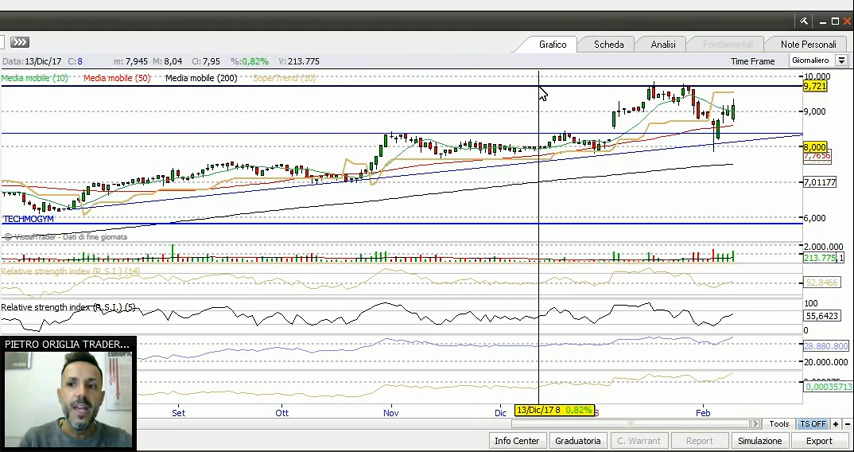 Grafico Scheda Analisi Fondamentali Note Personali
Data: 13/Dic/17 C: 8 m: 7,945 M: 8,04 O: 7,95 %: 0,82% V: 213.775 Time Frame Giornaliero
Media mobile (10) Media mobile (50) Media mobile (200) SuperTrend (10)
10,000
9,721
9,000
8,000
7,7656
7,01177
6,000
TECHNOGYM
© VisualTrader - Dati di fine giornata
2.000.000
213.775,1
Relative strength index (R.S.I.) (14)
52,8466
Relative strength index (R.S.I.) (5)
100
55,6423
0
PIETRO ORIGLIA TRADER...
28.880.800
20.000.000
0,00035713
Set Ott Nov Dic 13/Dic/17 8 0,82% Feb
Tools TS OFF + -
Info Center Graduatoria C. Warrant Report Simulazione Export